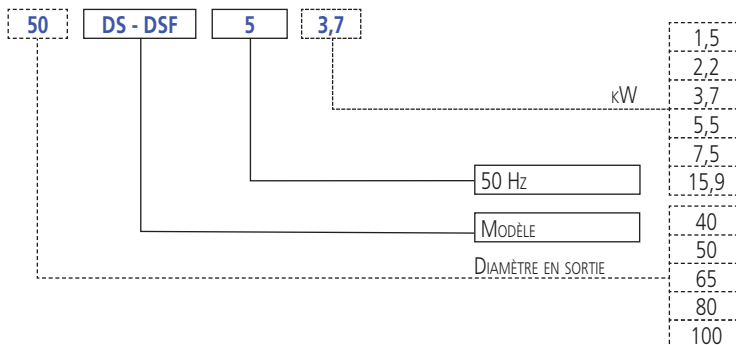 50 DS - DSF 5 3,7
1,5
2,2
KW 3,7
5,5
7,5
50 Hz 15,9
Modèle 40
50
Diamètre en sortie 65
80
100